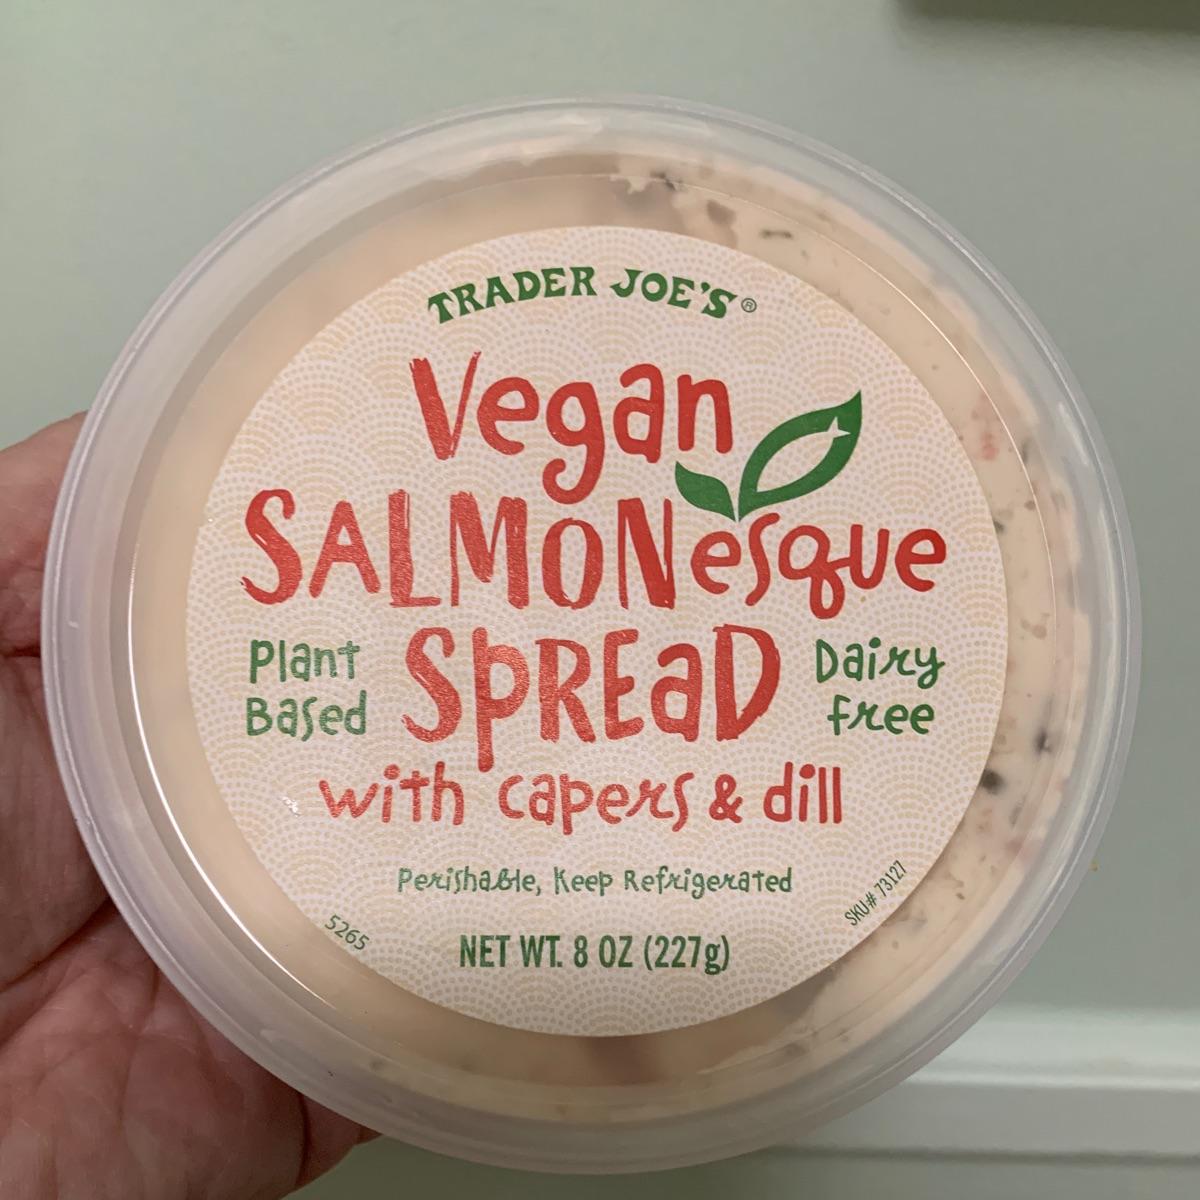 TRADER JOE'S®
Vegan
SALMONesque
Plant Based
SPREAD
Dairy free
with capers & dill
Perishable, Keep Refrigerated
5265
SKU# 73127
NET WT. 8 OZ (227g)